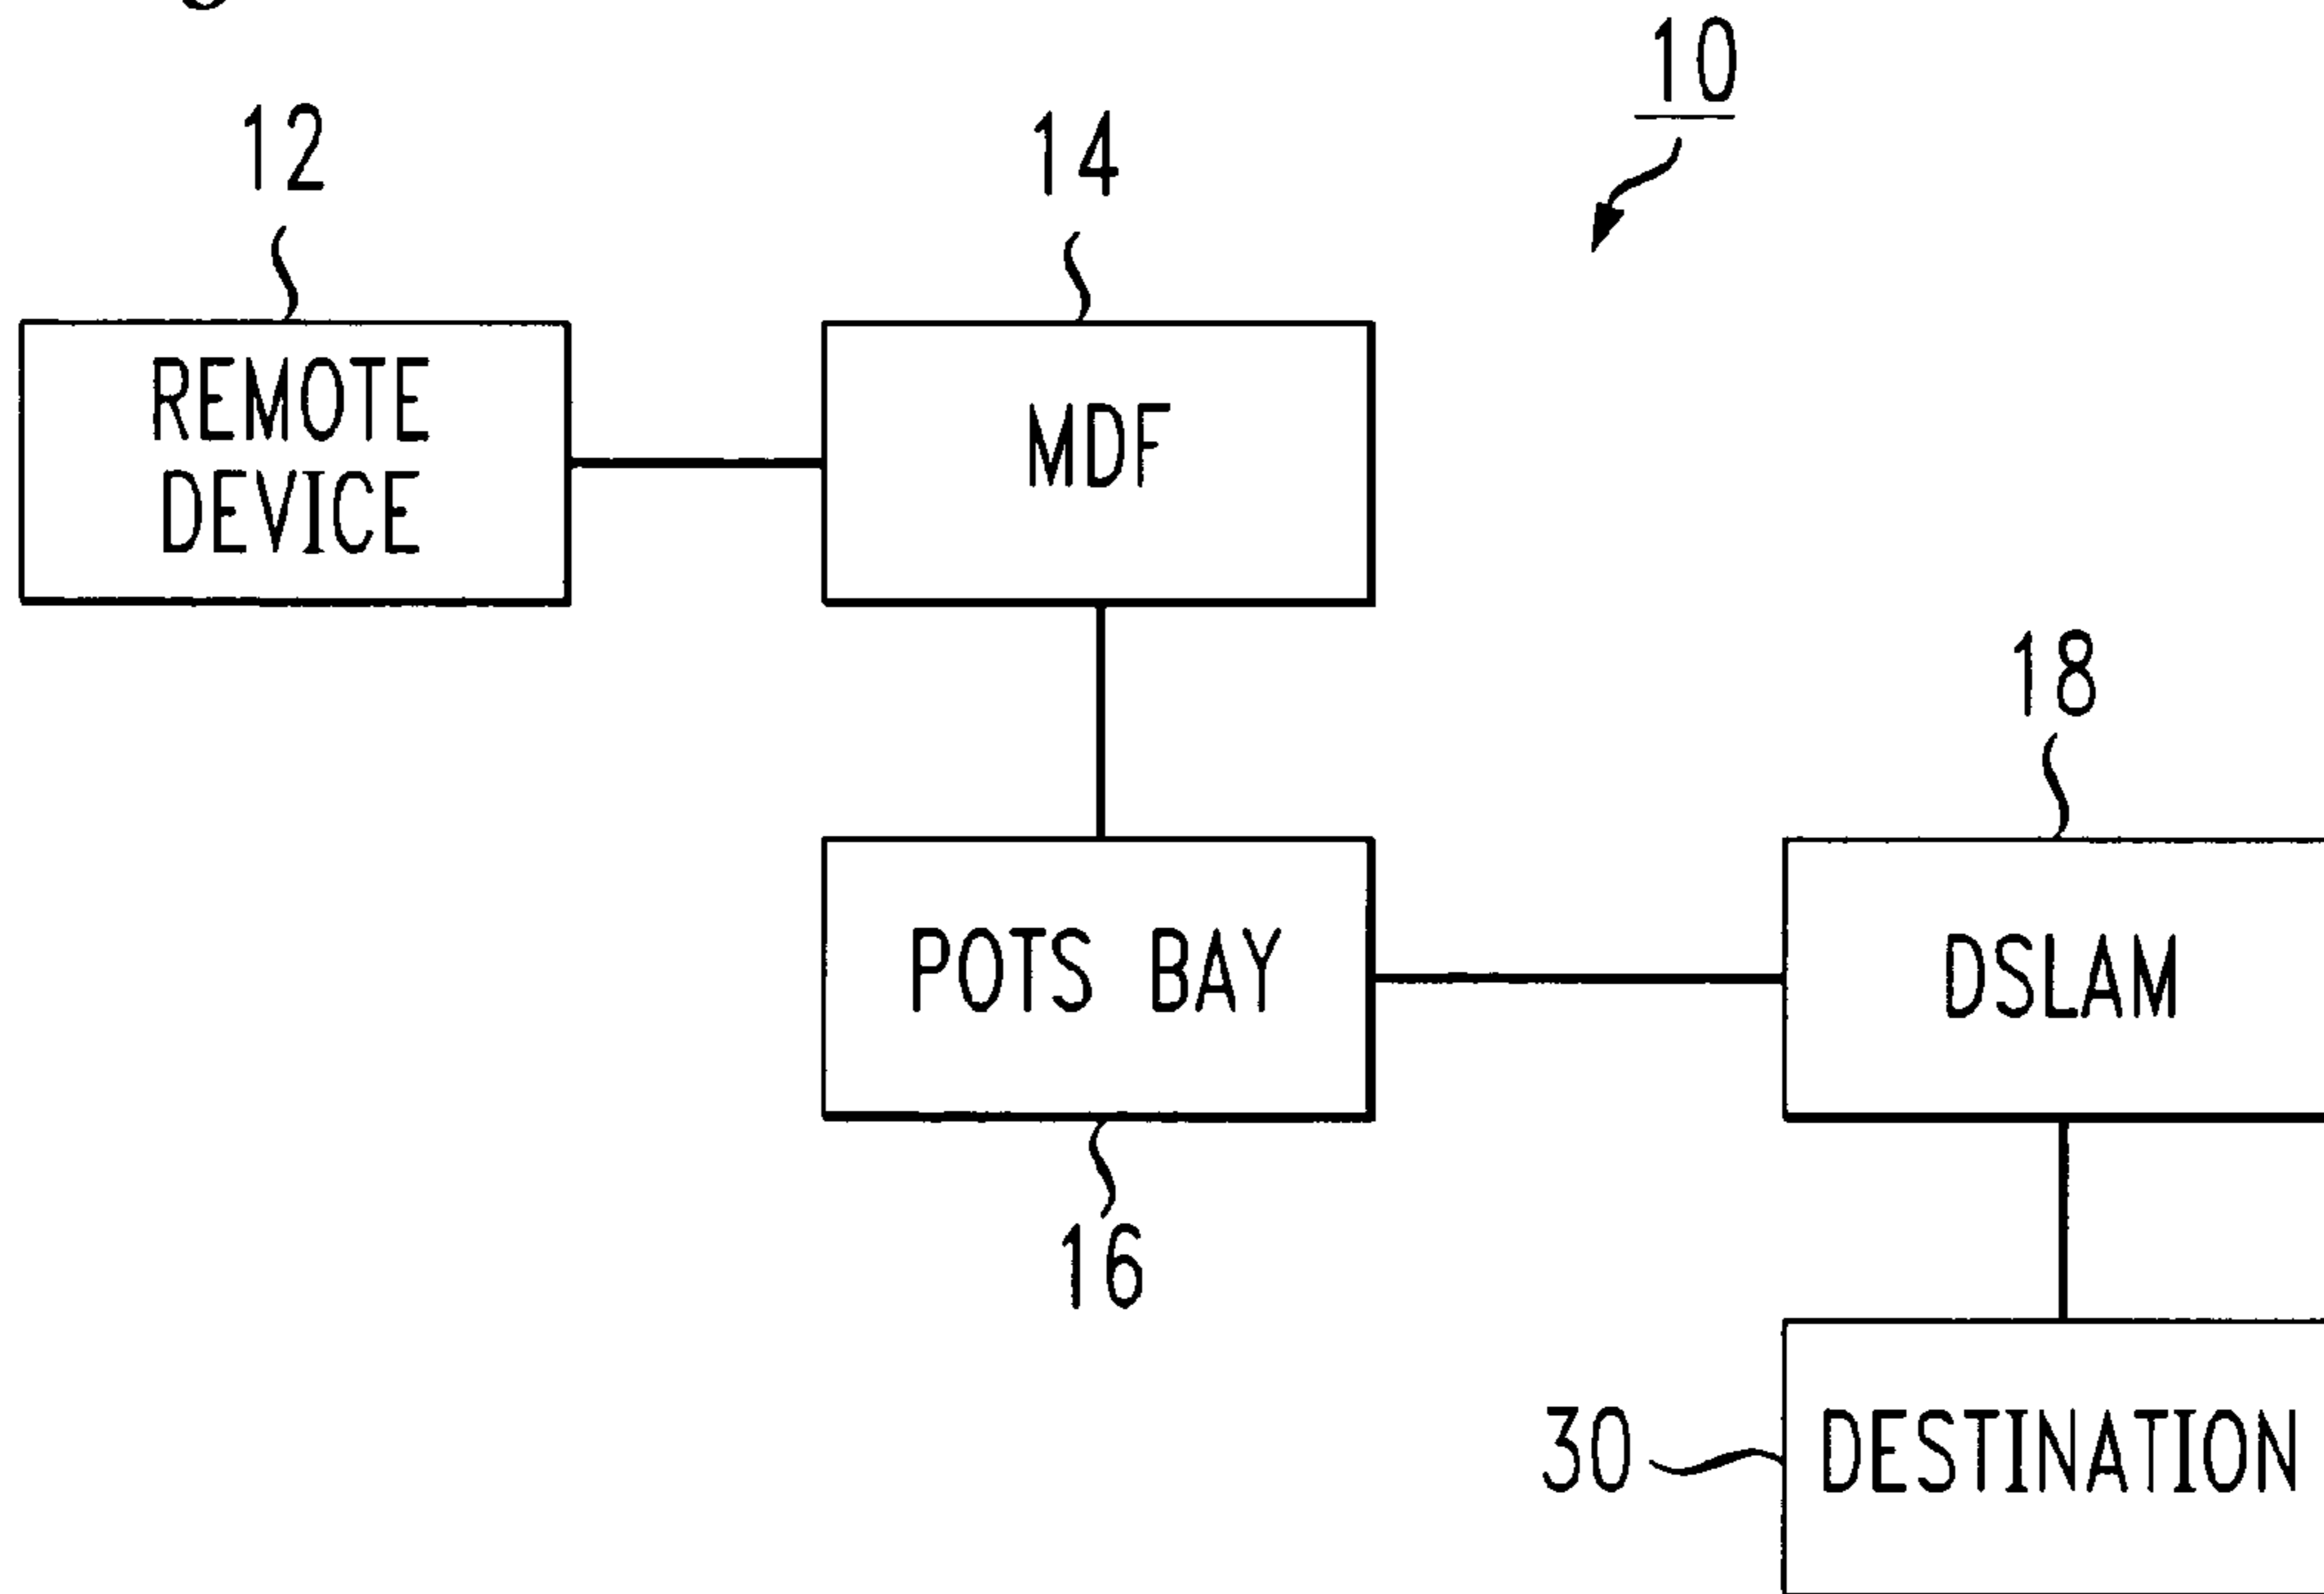 10
12
14
REMOTE
DEVICE
MDF
18
POTS BAY
DSLAM
16
30
DESTINATION